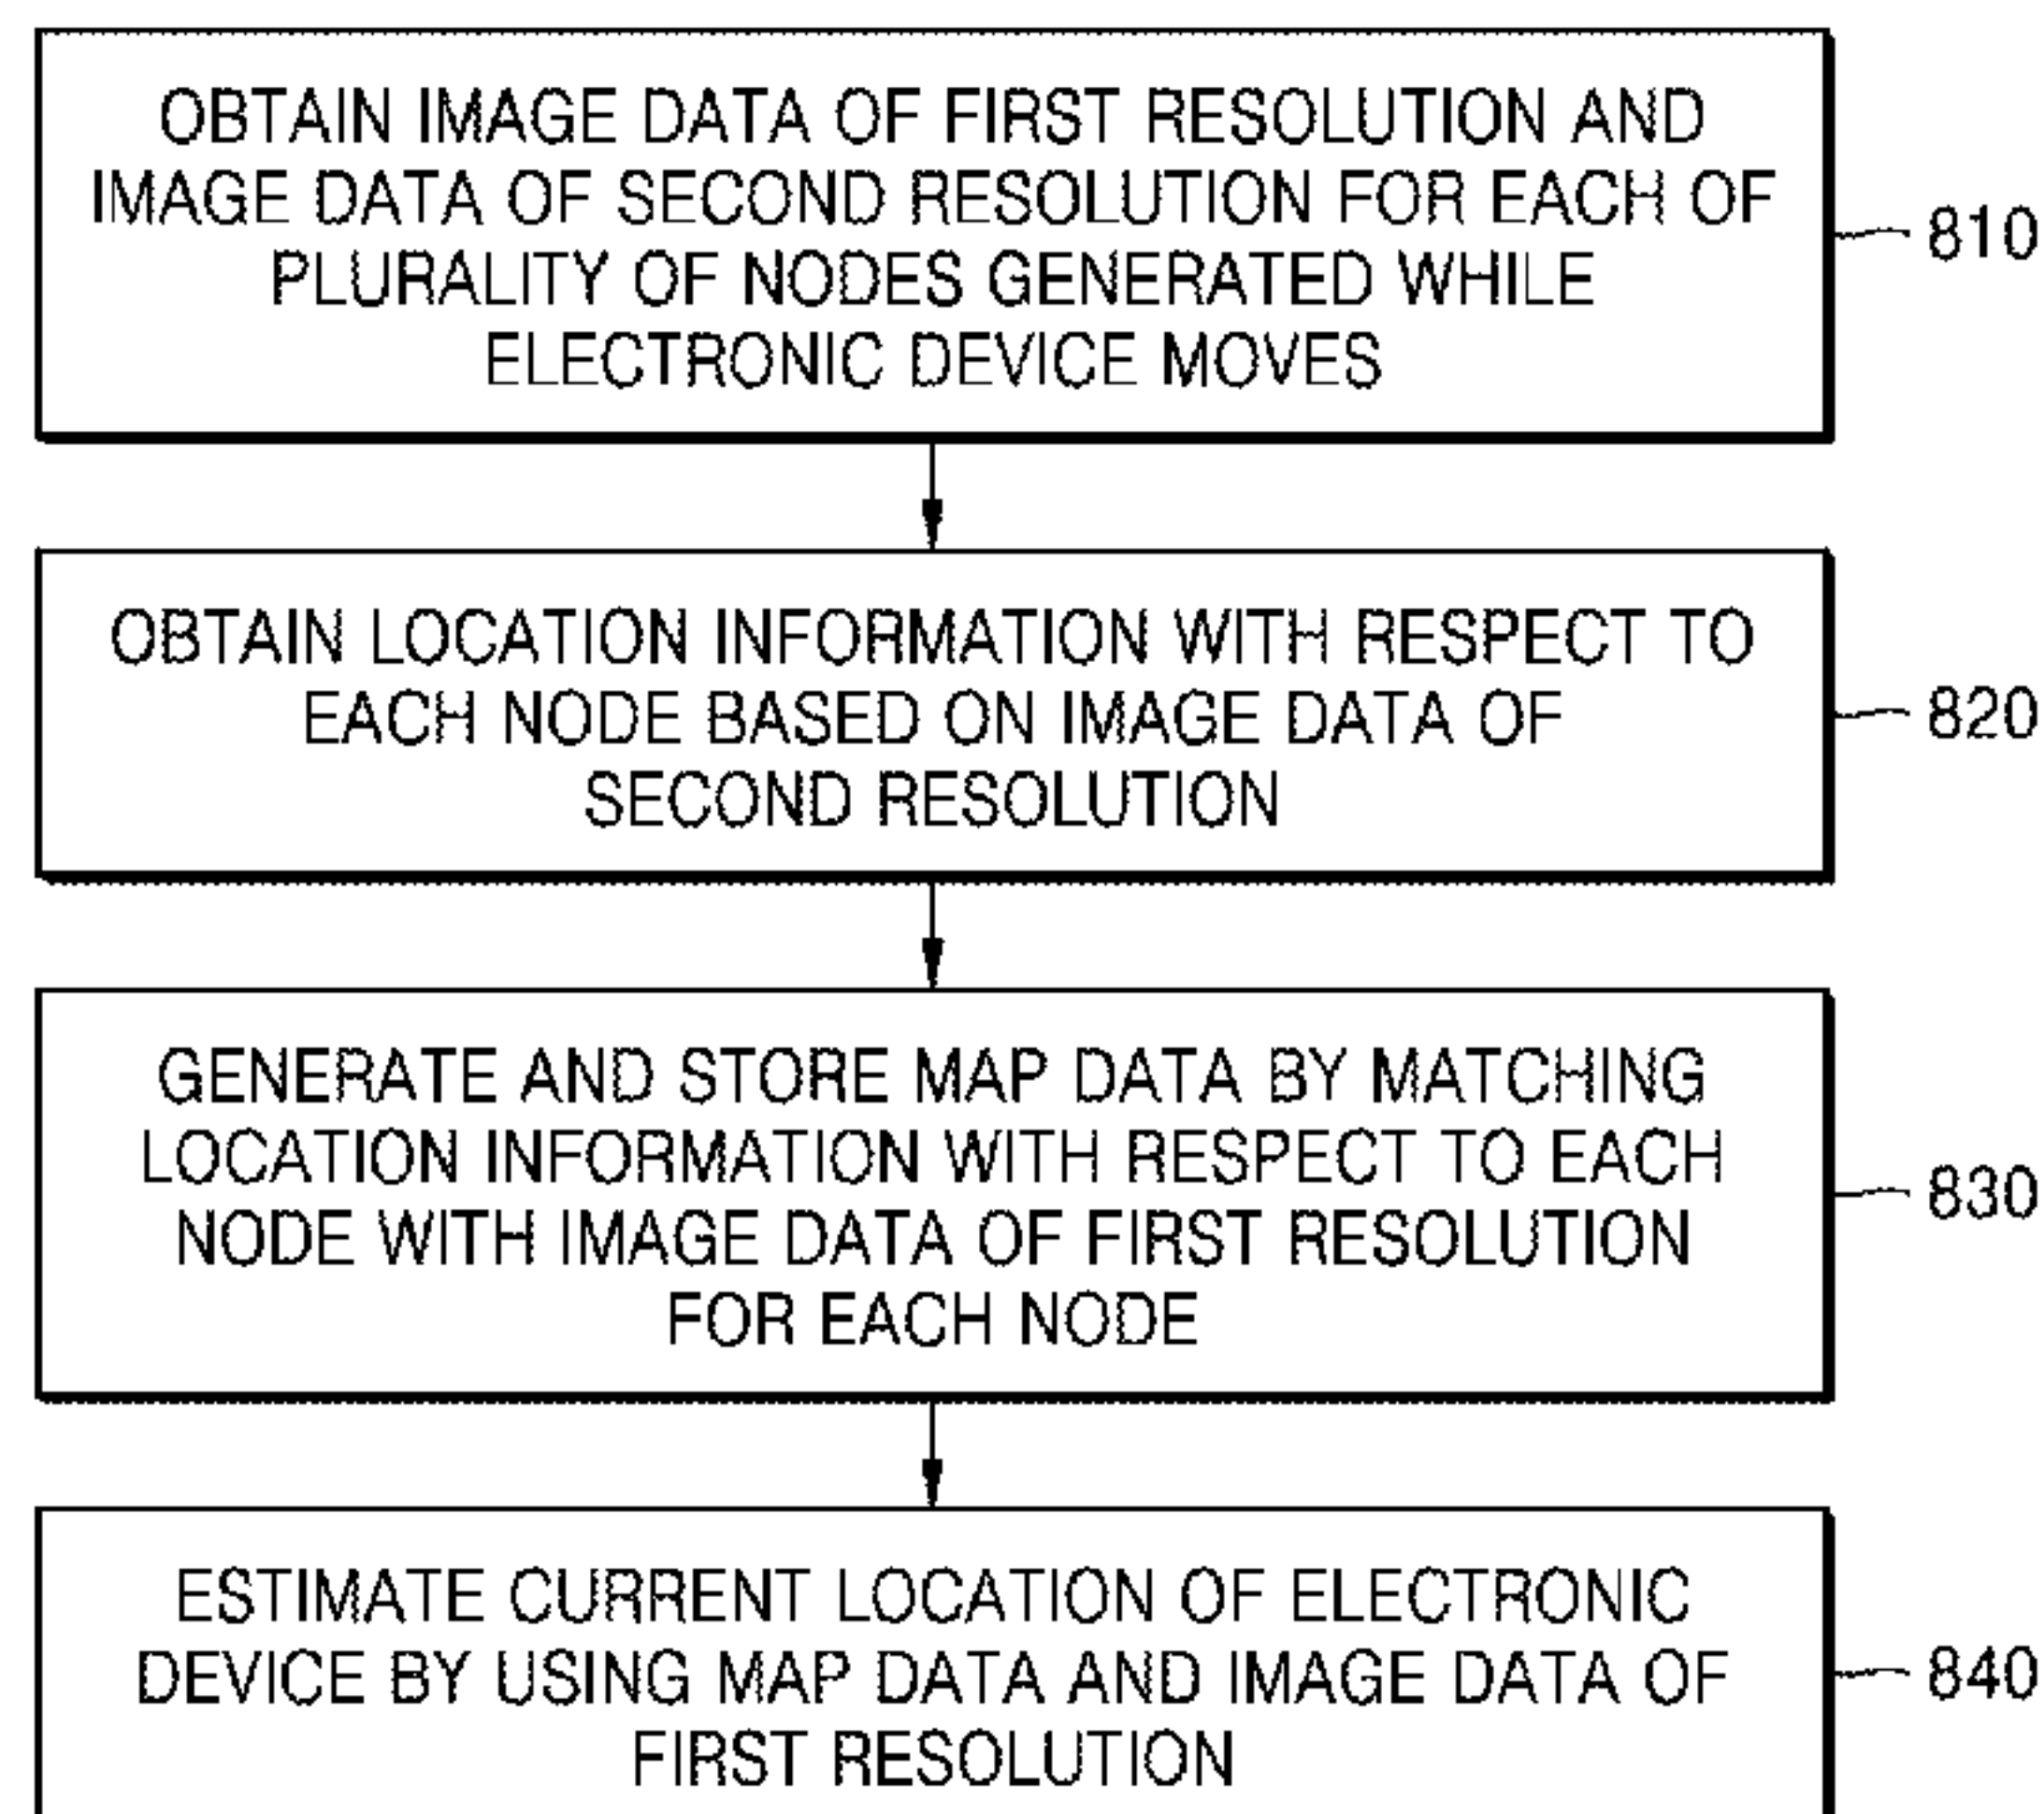 OBTAIN IMAGE DATA OF FIRST RESOLUTION AND
IMAGE DATA OF SECOND RESOLUTION FOR EACH OF
PLURALITY OF NODES GENERATED WHILE
ELECTRONIC DEVICE MOVES
810
OBTAIN LOCATION INFORMATION WITH RESPECT TO
EACH NODE BASED ON IMAGE DATA OF
SECOND RESOLUTION
820
GENERATE AND STORE MAP DATA BY MATCHING
LOCATION INFORMATION WITH RESPECT TO EACH
NODE WITH IMAGE DATA OF FIRST RESOLUTION
FOR EACH NODE
830
ESTIMATE CURRENT LOCATION OF ELECTRONIC
DEVICE BY USING MAP DATA AND IMAGE DATA OF
FIRST RESOLUTION
840